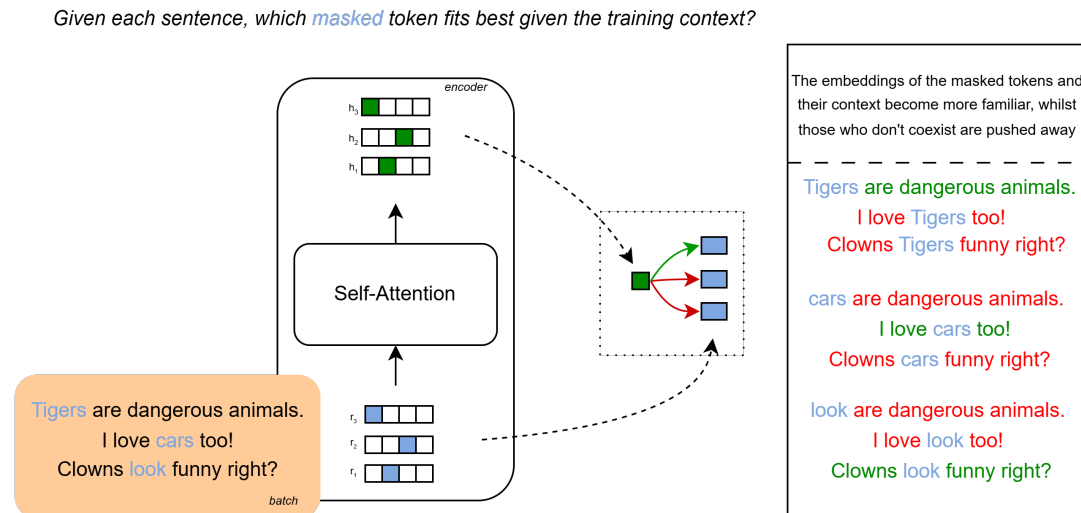 Given each sentence, which masked token fits best given the training context?
encoder
h3
h2
h1
Self-Attention
r3
r2
r1
Tigers are dangerous animals.
I love cars too!
Clowns look funny right?
batch
The embeddings of the masked tokens and
their context become more familiar, whilst
those who don't coexist are pushed away
Tigers are dangerous animals.
I love Tigers too!
Clowns Tigers funny right?
cars are dangerous animals.
I love cars too!
Clowns cars funny right?
look are dangerous animals.
I love look too!
Clowns look funny right?